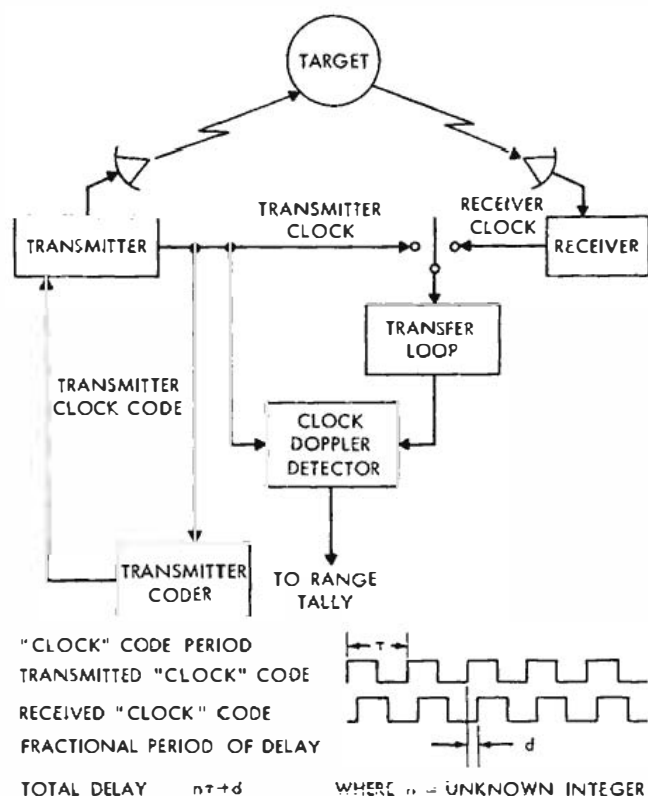 TARGET
TRANSMITTER
CLOCK
RECEIVER
CLOCK
TRANSMITTER
RECEIVER
TRANSFER
LOOP
TRANSMITTER
CLOCK CODE
CLOCK
DOPPLER
DETECTOR
TRANSMITTER
CODER
TO RANGE
TALLY
"CLOCK" CODE PERIOD
τ
TRANSMITTED "CLOCK" CODE
RECEIVED "CLOCK" CODE
FRACTIONAL PERIOD OF DELAY
d
TOTAL DELAY nτ+d WHERE n = UNKNOWN INTEGER